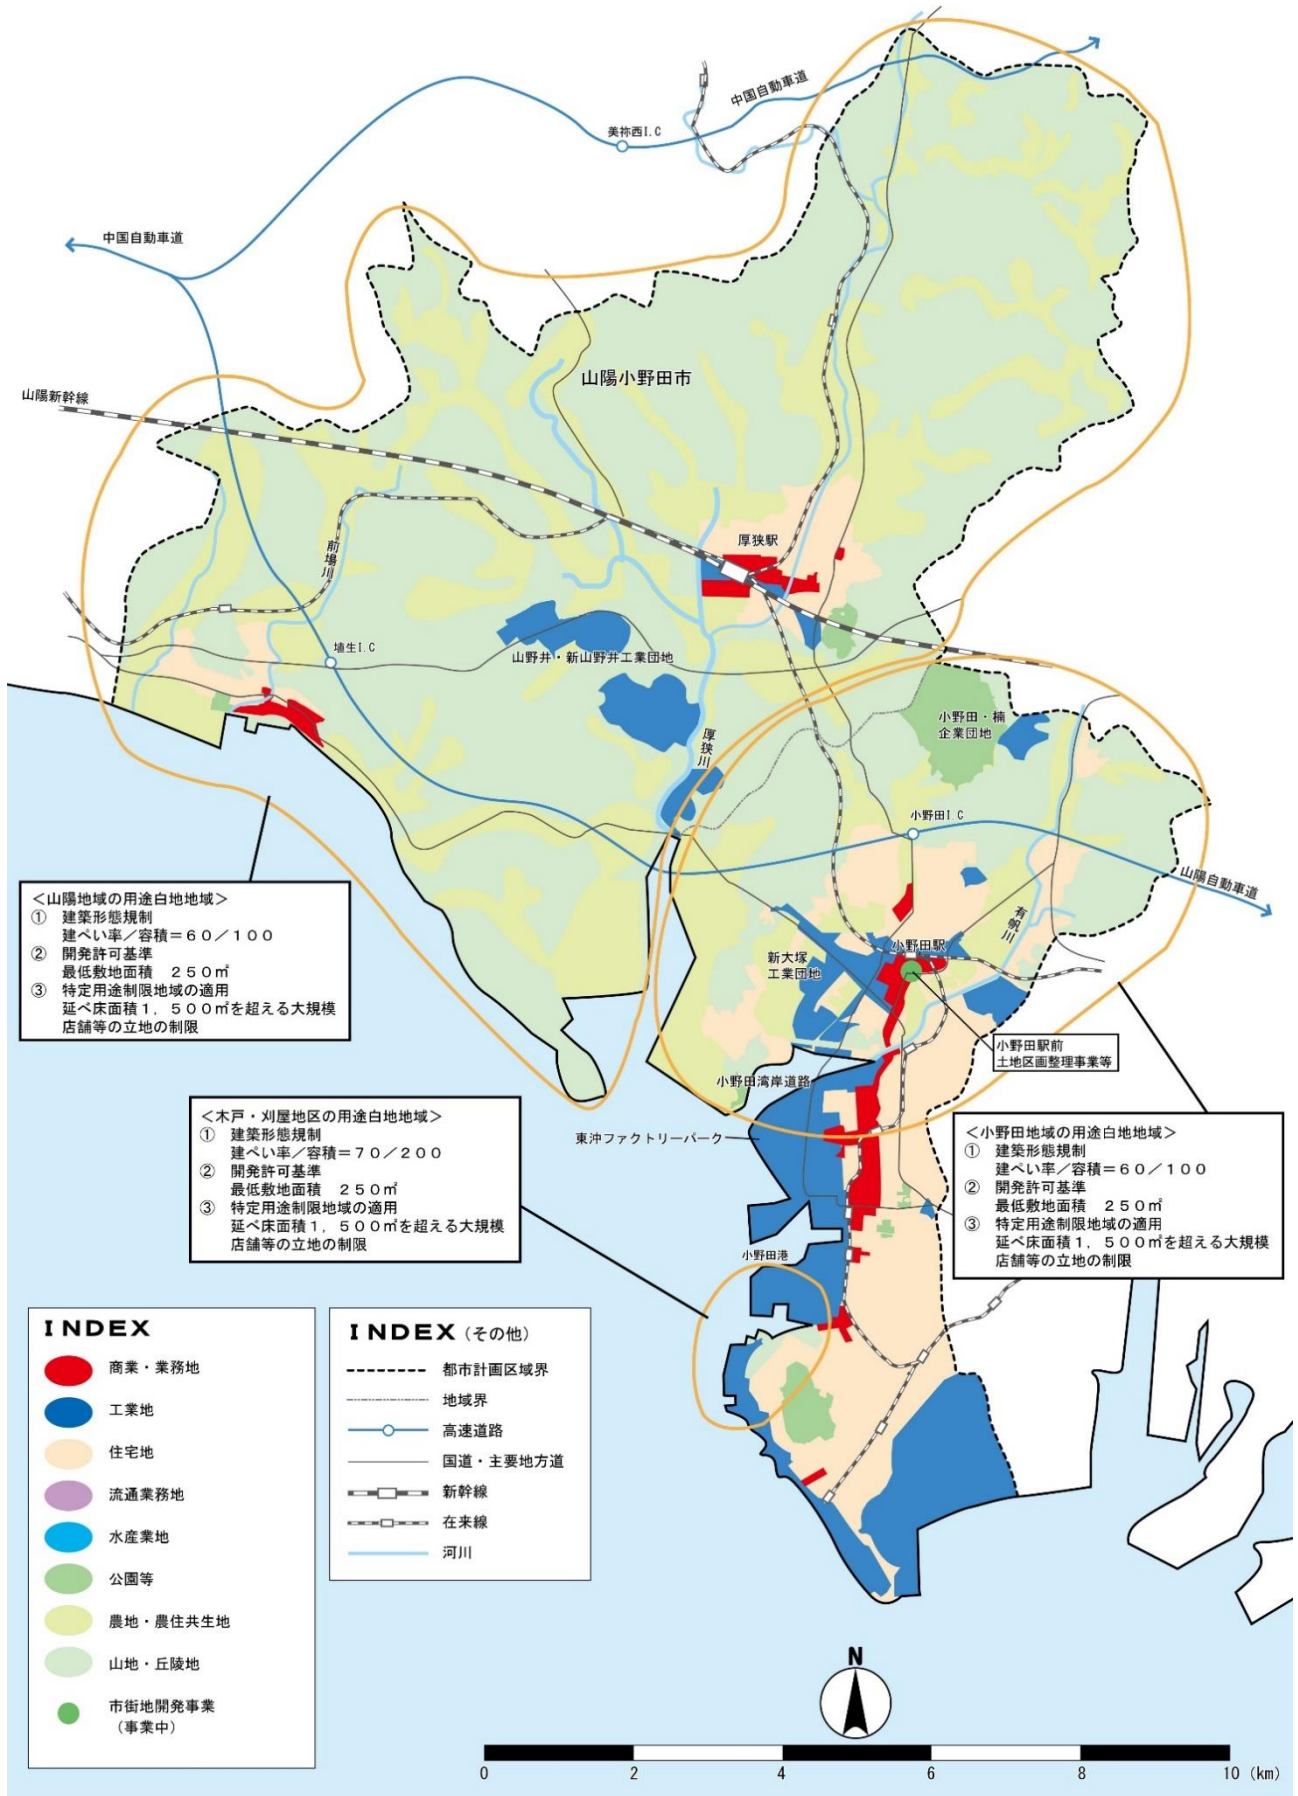 中国自動車道
美祢西I.C
中国自動車道
山陽小野田市
山陽新幹線
厚狭駅
前場川
埴生I.C
山野井・新山野井工業団地
小野田・楠
企業団地
厚狭川
小野田I.C
山陽自動車道
有帆川
小野田駅
新大塚
工業団地
小野田駅前
土地区画整理事業等
小野田湾岸道路
東沖ファクトリーパーク
小野田港
<山陽地域の用途白地地域>
① 建築形態規制
建ぺい率／容積＝６０／１００
② 開発許可基準
最低敷地面積 ２５０㎡
③ 特定用途制限地域の適用
延べ床面積１，５００㎡を超える大規模
店舗等の立地の制限
<木戸・刈屋地区の用途白地地域>
① 建築形態規制
建ぺい率／容積＝７０／２００
② 開発許可基準
最低敷地面積 ２５０㎡
③ 特定用途制限地域の適用
延べ床面積１，５００㎡を超える大規模
店舗等の立地の制限
<小野田地域の用途白地地域>
① 建築形態規制
建ぺい率／容積＝６０／１００
② 開発許可基準
最低敷地面積 ２５０㎡
③ 特定用途制限地域の適用
延べ床面積１，５００㎡を超える大規模
店舗等の立地の制限
INDEX
商業・業務地
工業地
住宅地
流通業務地
水産業地
公園等
農地・農住共生地
山地・丘陵地
市街地開発事業
（事業中）
INDEX（その他）
都市計画区域界
地域界
高速道路
国道・主要地方道
新幹線
在来線
河川
N
0 2 4 6 8 10 (km)